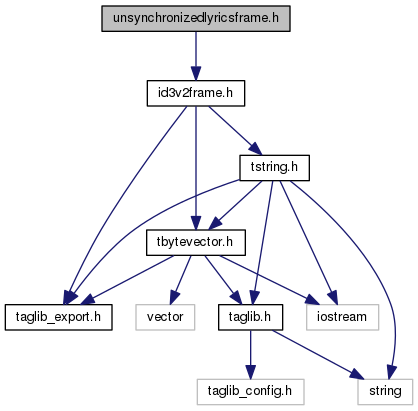 unsynchronizedlyricsframe.h
id3v2frame.h
tstring.h
tbytevector.h
taglib_export.h
vector
taglib.h
iostream
taglib_config.h
string